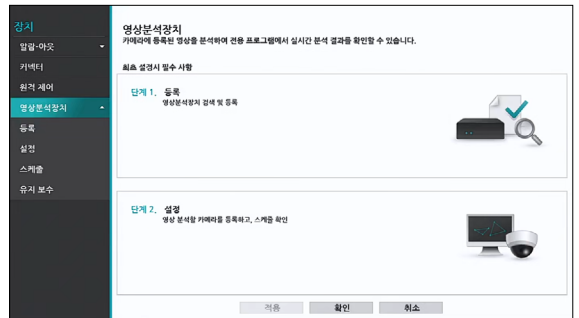 장치
알람-아웃
키벡터
원격 제어
영상분석장치
등록
설정
스케줄
유지 보수
영상분석장치
카메라에 등록된 영상을 분석하여 전용 프로그램에서 실시간 분석 결과를 확인할 수 있습니다.
최초 설정시 필수 사항
단계 1. 등록
영상분석장치 검색 및 등록
단계 2. 설정
영상 분석할 카메라를 등록하고, 스케줄 확인
적용 확인 취소